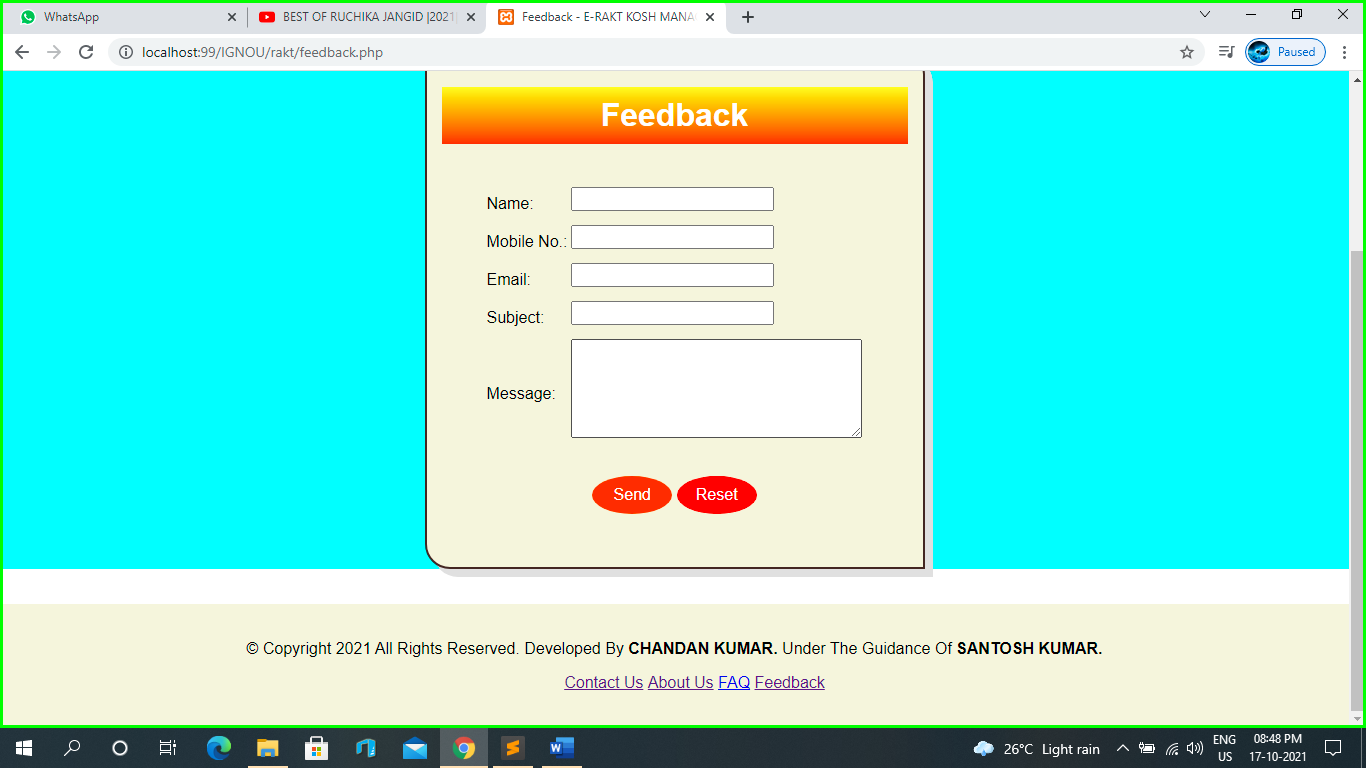 WhatsApp
BEST OF RUCHIKA JANGID |2021|
Feedback - E-RAKT KOSH MANA
localhost:99/IGNOU/rakt/feedback.php
Paused
Feedback
Name:
Mobile No.:
Email:
Subject:
Message:
Send Reset
© Copyright 2021 All Rights Reserved. Developed By CHANDAN KUMAR. Under The Guidance Of SANTOSH KUMAR.
Contact Us About Us FAQ Feedback
26°C Light rain
ENG
US
08:48 PM
17-10-2021